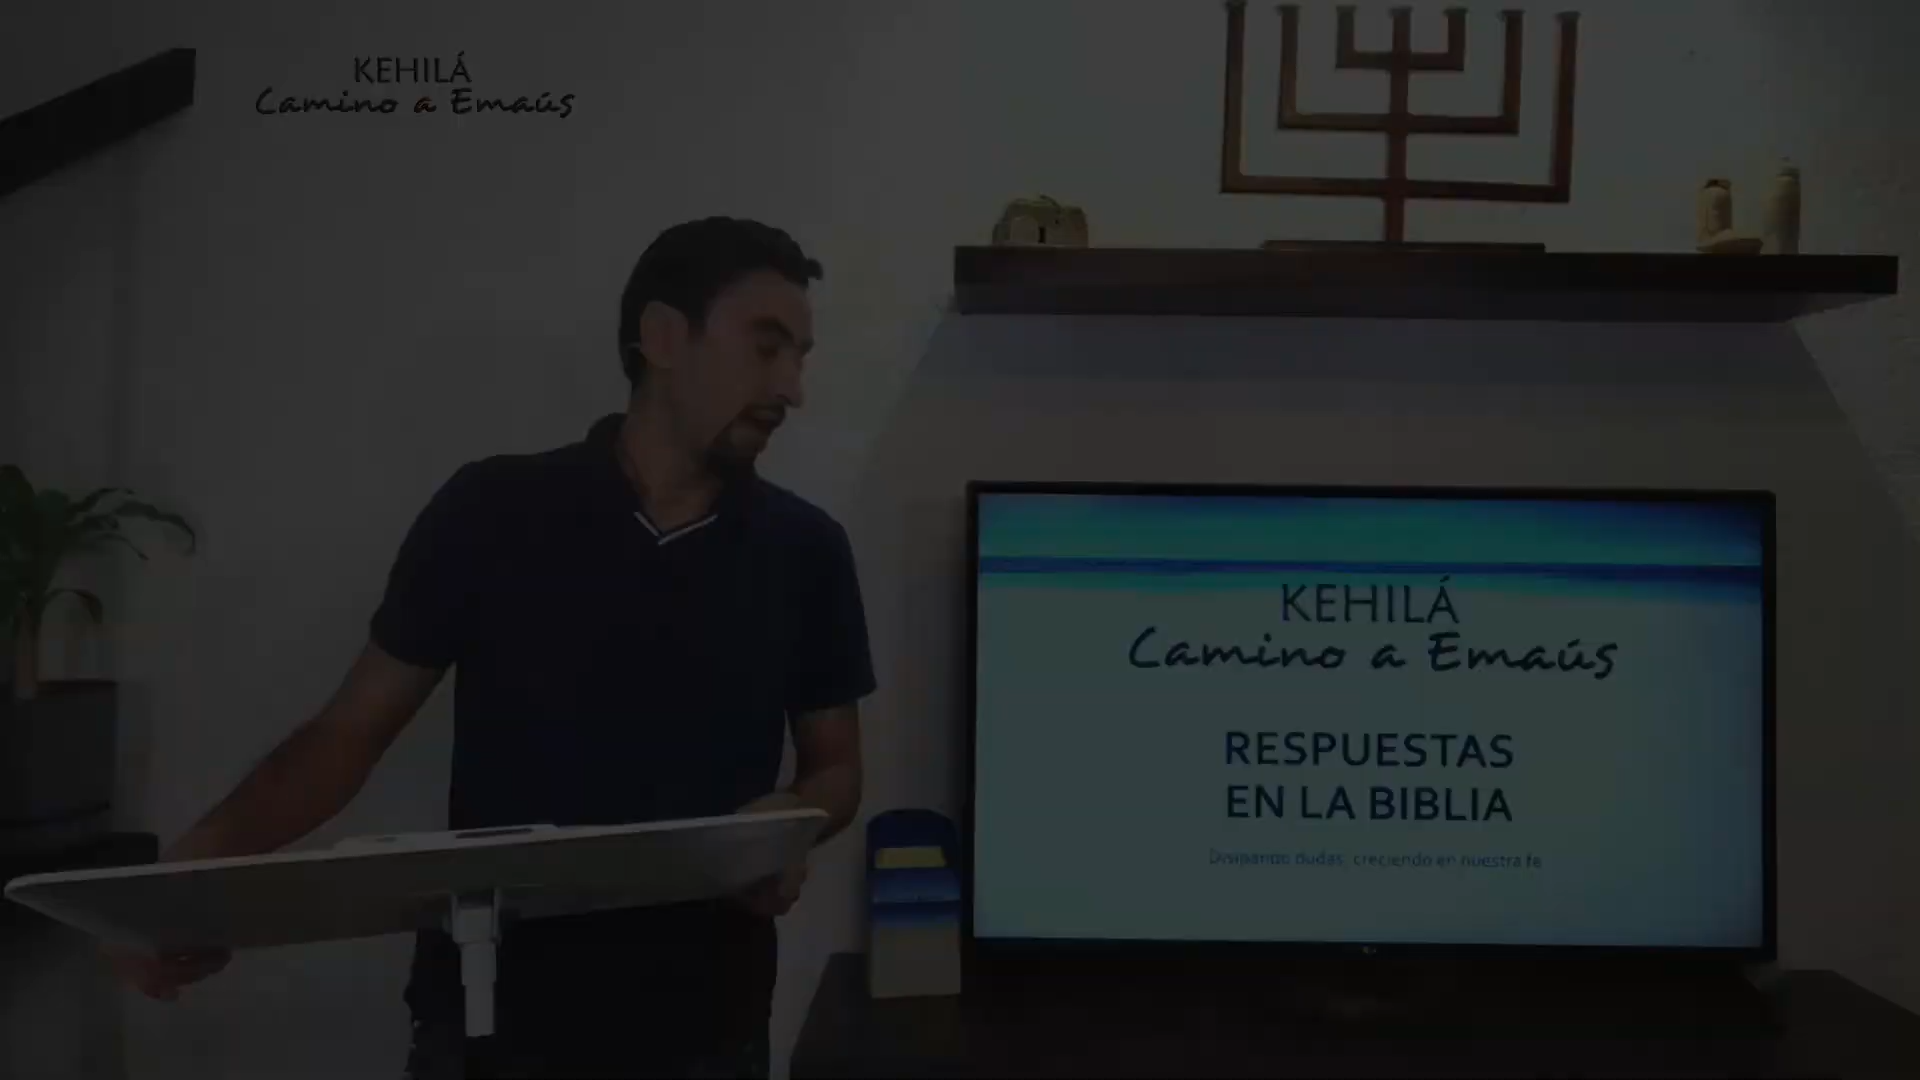 KEHILÁ
Camino a Emaús
KEHILÁ
Camino a Emaús
RESPUESTAS
EN LA BIBLIA
Disipando dudas, creciendo en nuestra fe